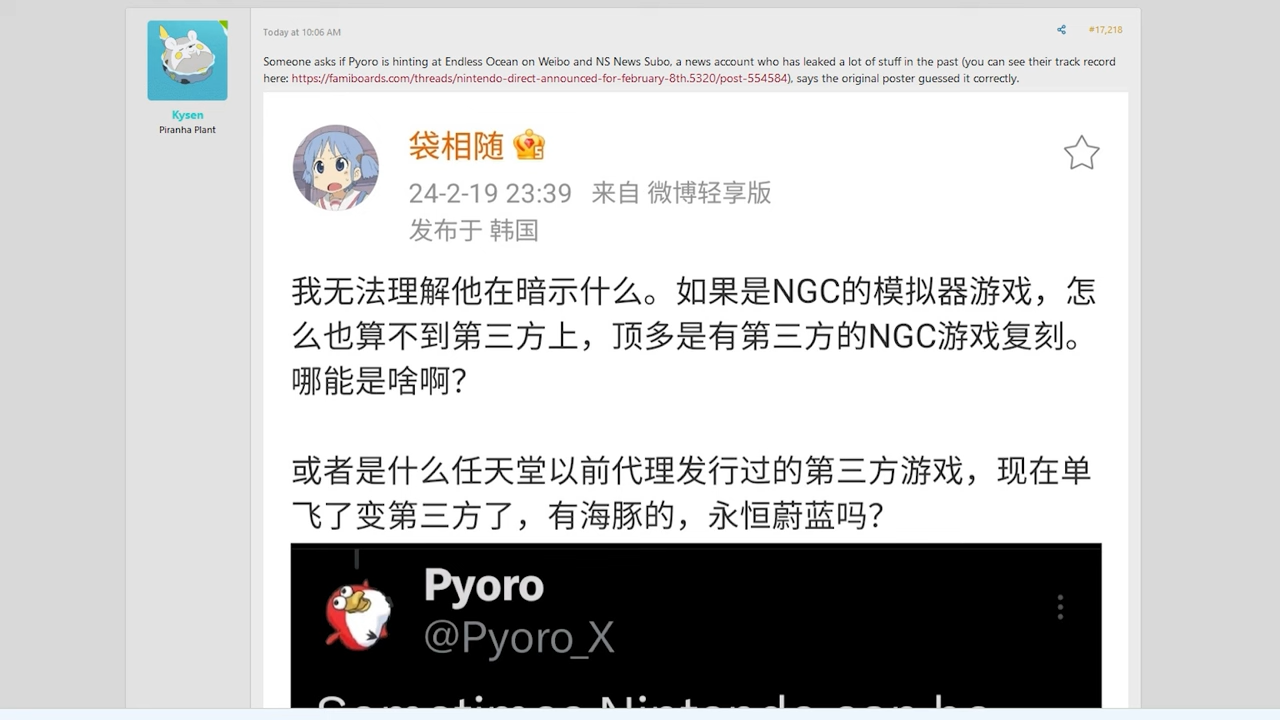 Today at 10:06 AM
#17,218
Kysen
Piranha Plant
Someone asks if Pyoro is hinting at Endless Ocean on Weibo and NS News Subo, a news account who has leaked a lot of stuff in the past (you can see their track record
here: https://famiboards.com/threads/nintendo-direct-announced-for-february-8th.5320/post-554584), says the original poster guessed it correctly.
袋相随
24-2-19 23:39 来自 微博轻享版
发布于 韩国
我无法理解他在暗示什么。如果是NGC的模拟器游戏，怎
么也算不到第三方上，顶多是有第三方的NGC游戏复刻。
哪能是啥啊？
或者是什么任天堂以前代理发行过的第三方游戏，现在单
飞了变第三方了，有海豚的，永恒蔚蓝吗？
Pyoro
@Pyoro_X
Sometimes Nintendo can be